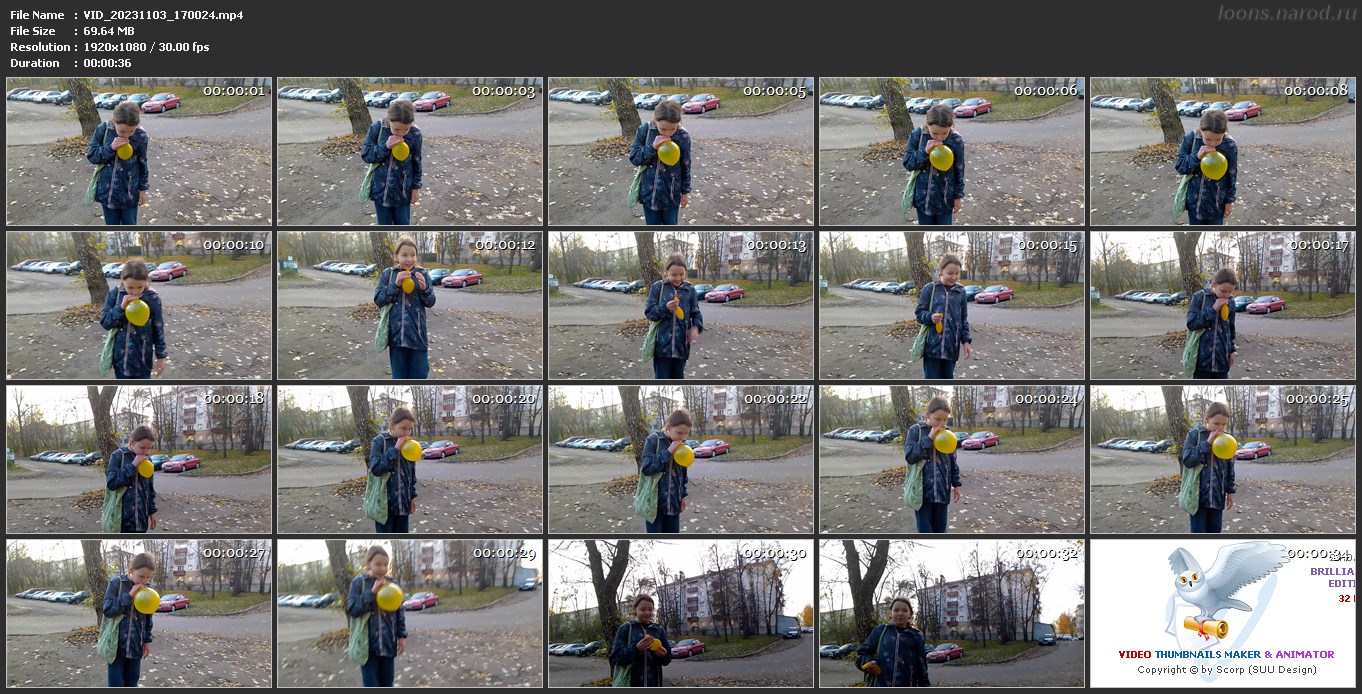 File Name : VID_20231103_170024.mp4
loons.narod.ru
File Size : 69.64 MB
Resolution : 1920x1080 / 30.00 fps
Duration : 00:00:36
00:00:01 00:00:03 00:00:05 00:00:06 00:00:08
00:00:10 00:00:12 00:00:13 00:00:15 00:00:17
00:00:18 00:00:20 00:00:22 00:00:24 00:00:25
00:00:27 00:00:29 00:00:30 00:00:32
BRILLIA
EDITI
32
VIDEO THUMBNAILS MAKER & ANIMATOR
Copyright © by Scorp (SUU Design)